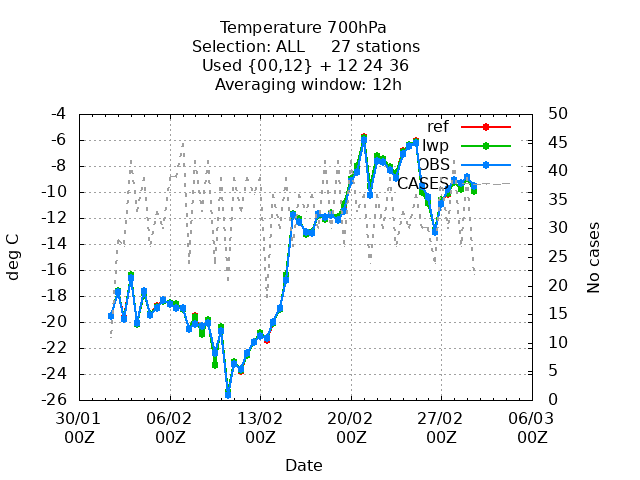 Temperature 700hPa
Selection: ALL 27 stations
Used {00,12} + 12 24 36
Averaging window: 12h
-4 50
ref
-6 45
lwp
-8 40
OBS
-10 35
CASES
-12 30
-14 25
-16 20
-18 15
-20 10
-22 5
-24 0
-26
deg C
No cases
30/01 06/02 13/02 20/02 27/02 06/03
00Z 00Z 00Z 00Z 00Z 00Z
Date